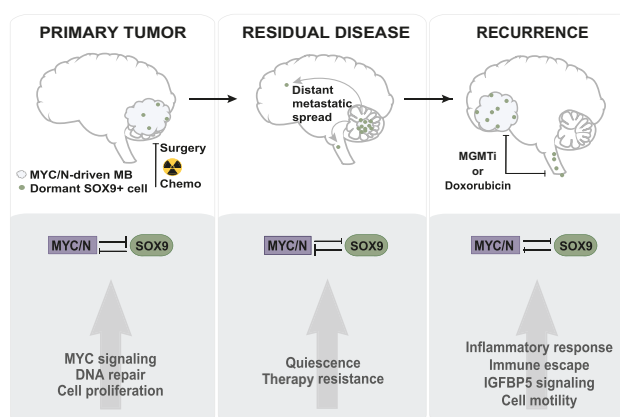 PRIMARY TUMOR
Surgery
Chemo
MYC/N-driven MB
Dormant SOX9+ cell
MYC/N
SOX9
MYC signaling
DNA repair
Cell proliferation
RESIDUAL DISEASE
Distant
metastatic
spread
MYC/N
SOX9
Quiescence
Therapy resistance
RECURRENCE
MGMTi
or
Doxorubicin
MYC/N
SOX9
Inflammatory response
Immune escape
IGFBP5 signaling
Cell motility